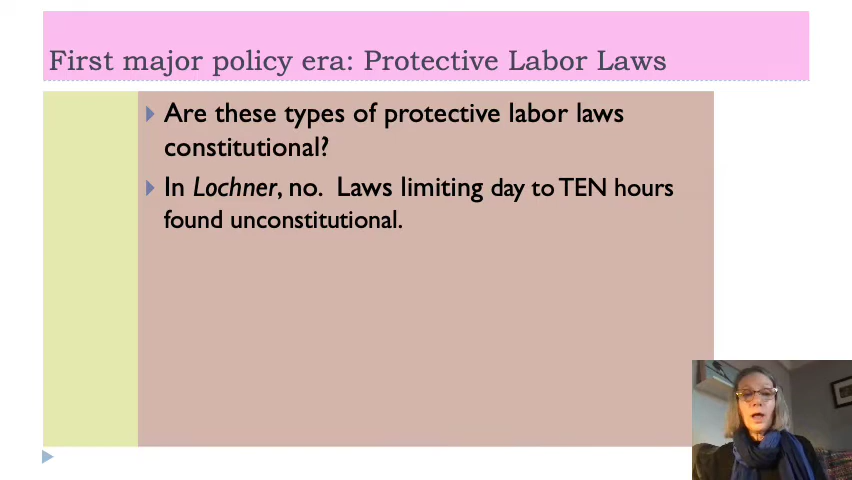 First major policy era: Protective Labor Laws
Are these types of protective labor laws
constitutional?
In Lochner, no. Laws limiting day to TEN hours
found unconstitutional.